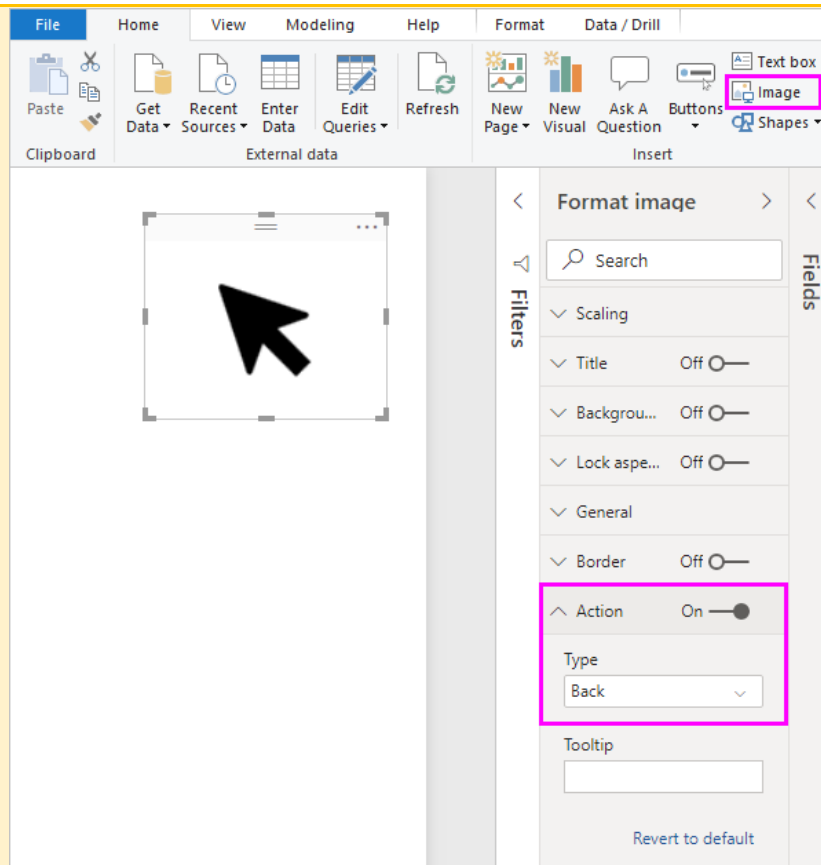 File Home View Modeling Help Format Data / Drill
Paste
Get Data
Recent Sources
Enter Data
Edit Queries
Refresh
New Page
New Visual
Ask A Question
Buttons
Text box
Image
Shapes
Clipboard External data Insert
Format image
Search
Filters
Fields
Scaling
Title Off
Backgrou... Off
Lock aspe... Off
General
Border Off
Action On
Type
Back
Tooltip
Revert to default